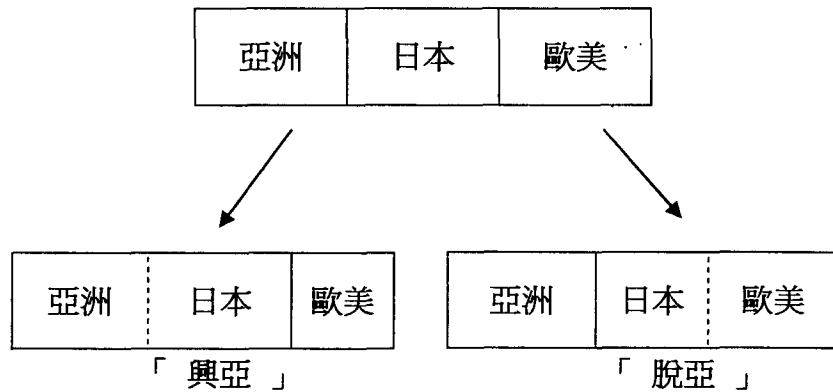 亞洲 日本 歐美
亞洲 日本 歐美 亞洲 日本 歐美
「 興亞 」 「 脫亞 」